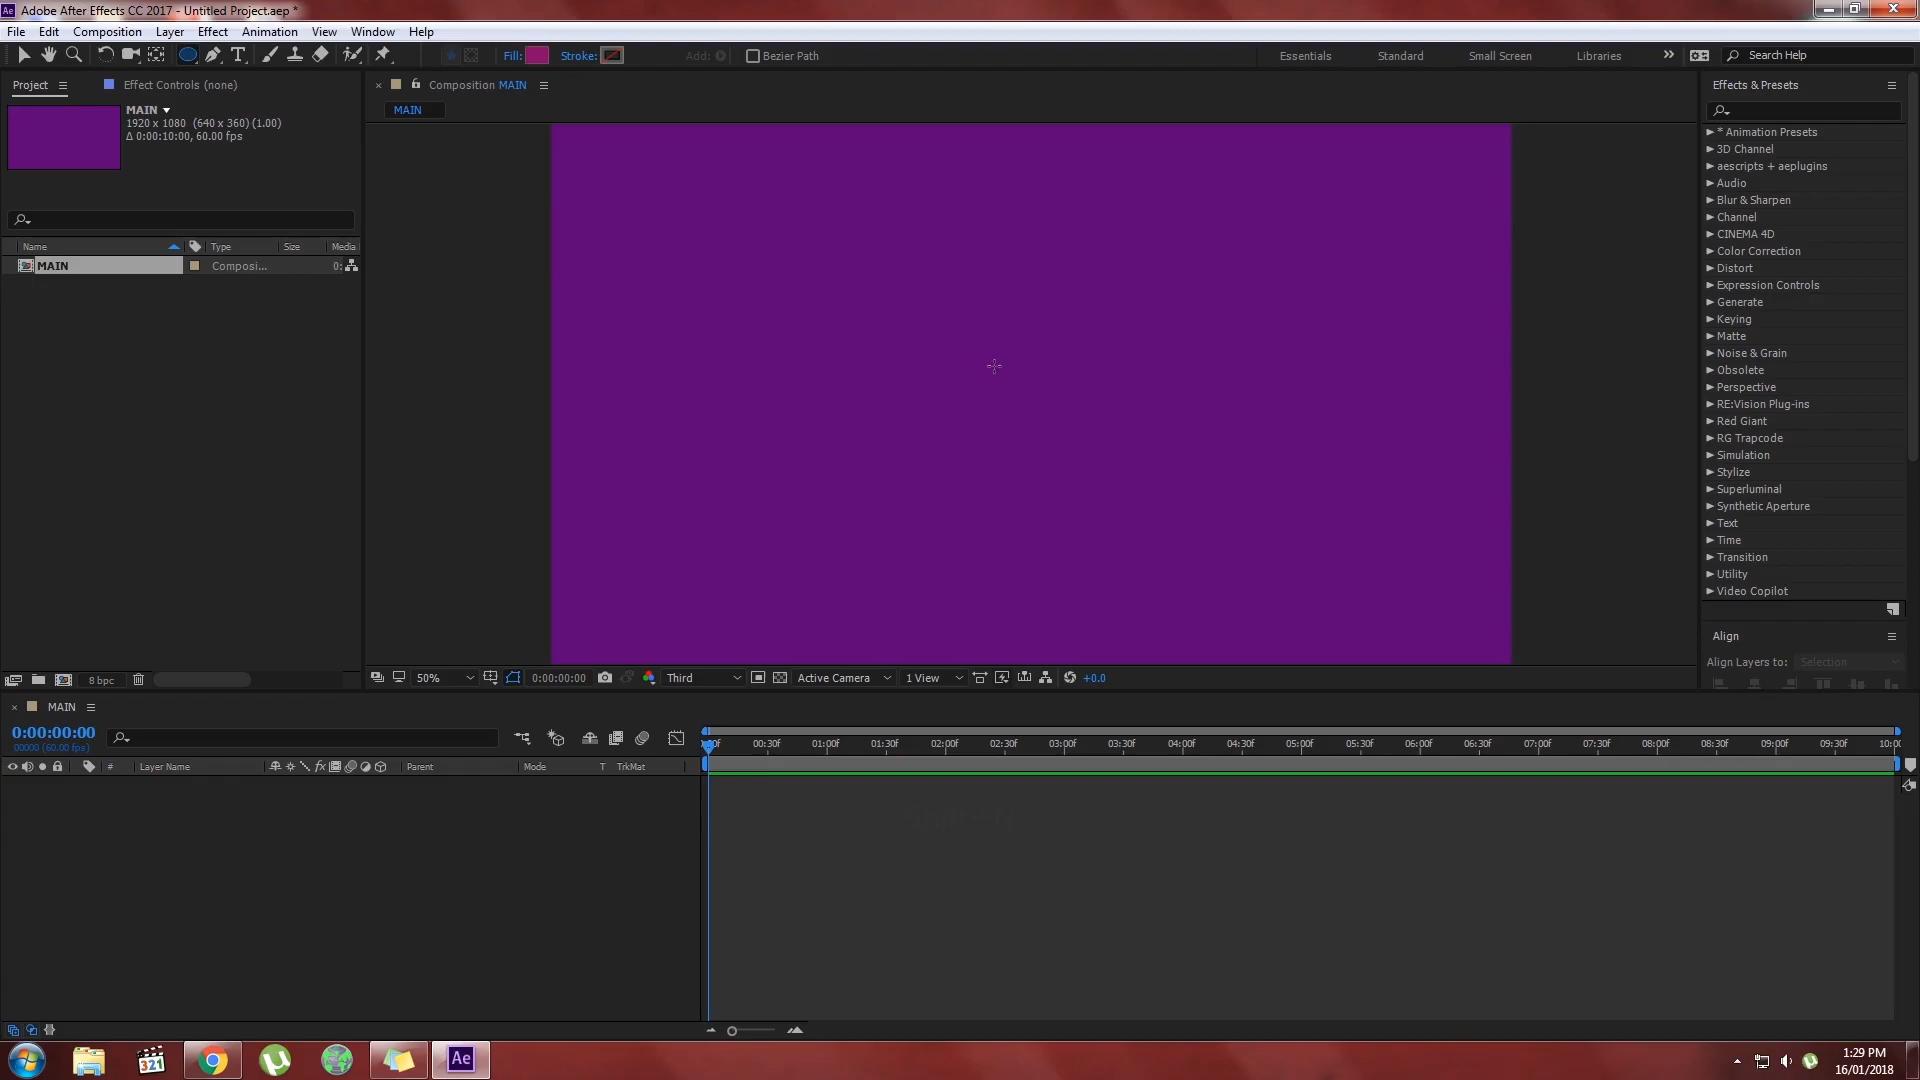 Adobe After Effects CC 2017 - Untitled Project.aep *
File Edit Composition Layer Effect Animation View Window Help
Fill: Stroke: Add: Bezier Path Essentials Standard Small Screen Libraries Search Help
Project Effect Controls (none)
MAIN
1920 x 1080 (640 x 360) (1.00)
Δ 0:00:10:00, 60.00 fps
Name Type Size Media
MAIN Composi... 0:
8 bpc
Composition MAIN
MAIN
50% 0:00:00:00 Third Active Camera 1 View +0.0
Effects & Presets
* Animation Presets
3D Channel
aescripts + aeplugins
Audio
Blur & Sharpen
Channel
CINEMA 4D
Color Correction
Distort
Expression Controls
Generate
Keying
Matte
Noise & Grain
Obsolete
Perspective
RE:Vision Plug-ins
Red Giant
RG Trapcode
Simulation
Stylize
Superluminal
Synthetic Aperture
Text
Time
Transition
Utility
Video Copilot
Align
Align Layers to: Selection
MAIN
0:00:00:00
00000 (60.00 fps)
# Layer Name fx Parent Mode T TrkMat
00:30f 01:00f 01:30f 02:00f 02:30f 03:00f 03:30f 04:00f 04:30f 05:00f 05:30f 06:00f 06:30f 07:00f 07:30f 08:00f 08:30f 09:00f 09:30f 10:00
321 Ae
1:29 PM
16/01/2018